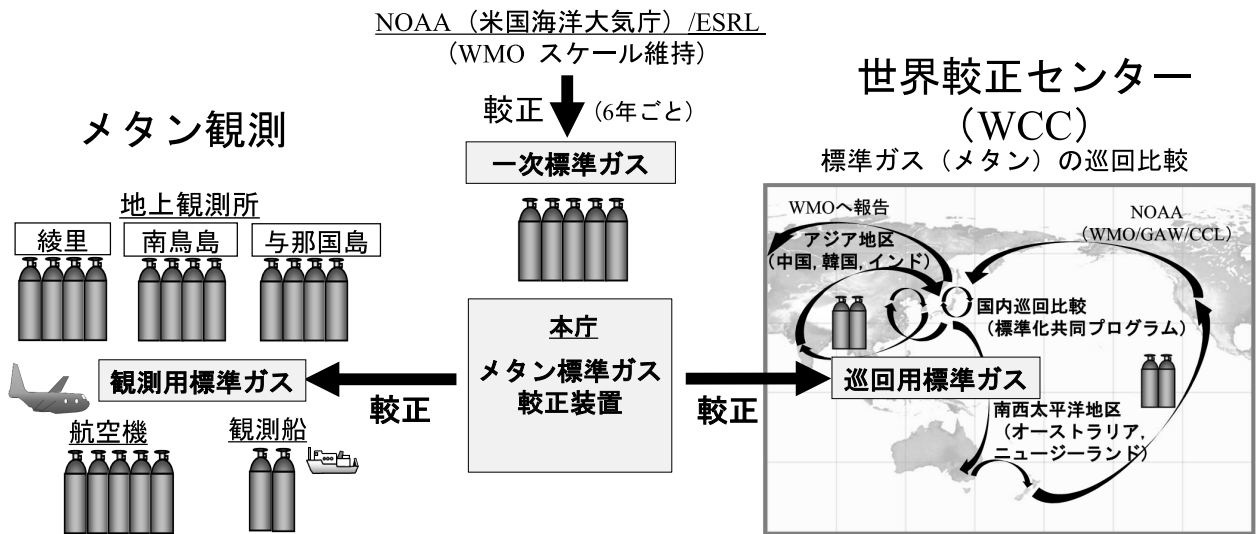 NOAA（米国海洋大気庁）/ESRL
（WMO スケール維持）
較正
（6年ごと）
一次標準ガス
メタン観測
地上観測所
綾里
南鳥島
与那国島
観測用標準ガス
航空機
観測船
較正
本庁
メタン標準ガス
較正装置
較正
世界較正センター
（WCC）
標準ガス（メタン）の巡回比較
WMOへ報告
NOAA
（WMO/GAW/CCL）
アジア地区
（中国, 韓国, インド）
国内巡回比較
（標準化共同プログラム）
巡回用標準ガス
南西太平洋地区
（オーストラリア,
ニュージーランド）